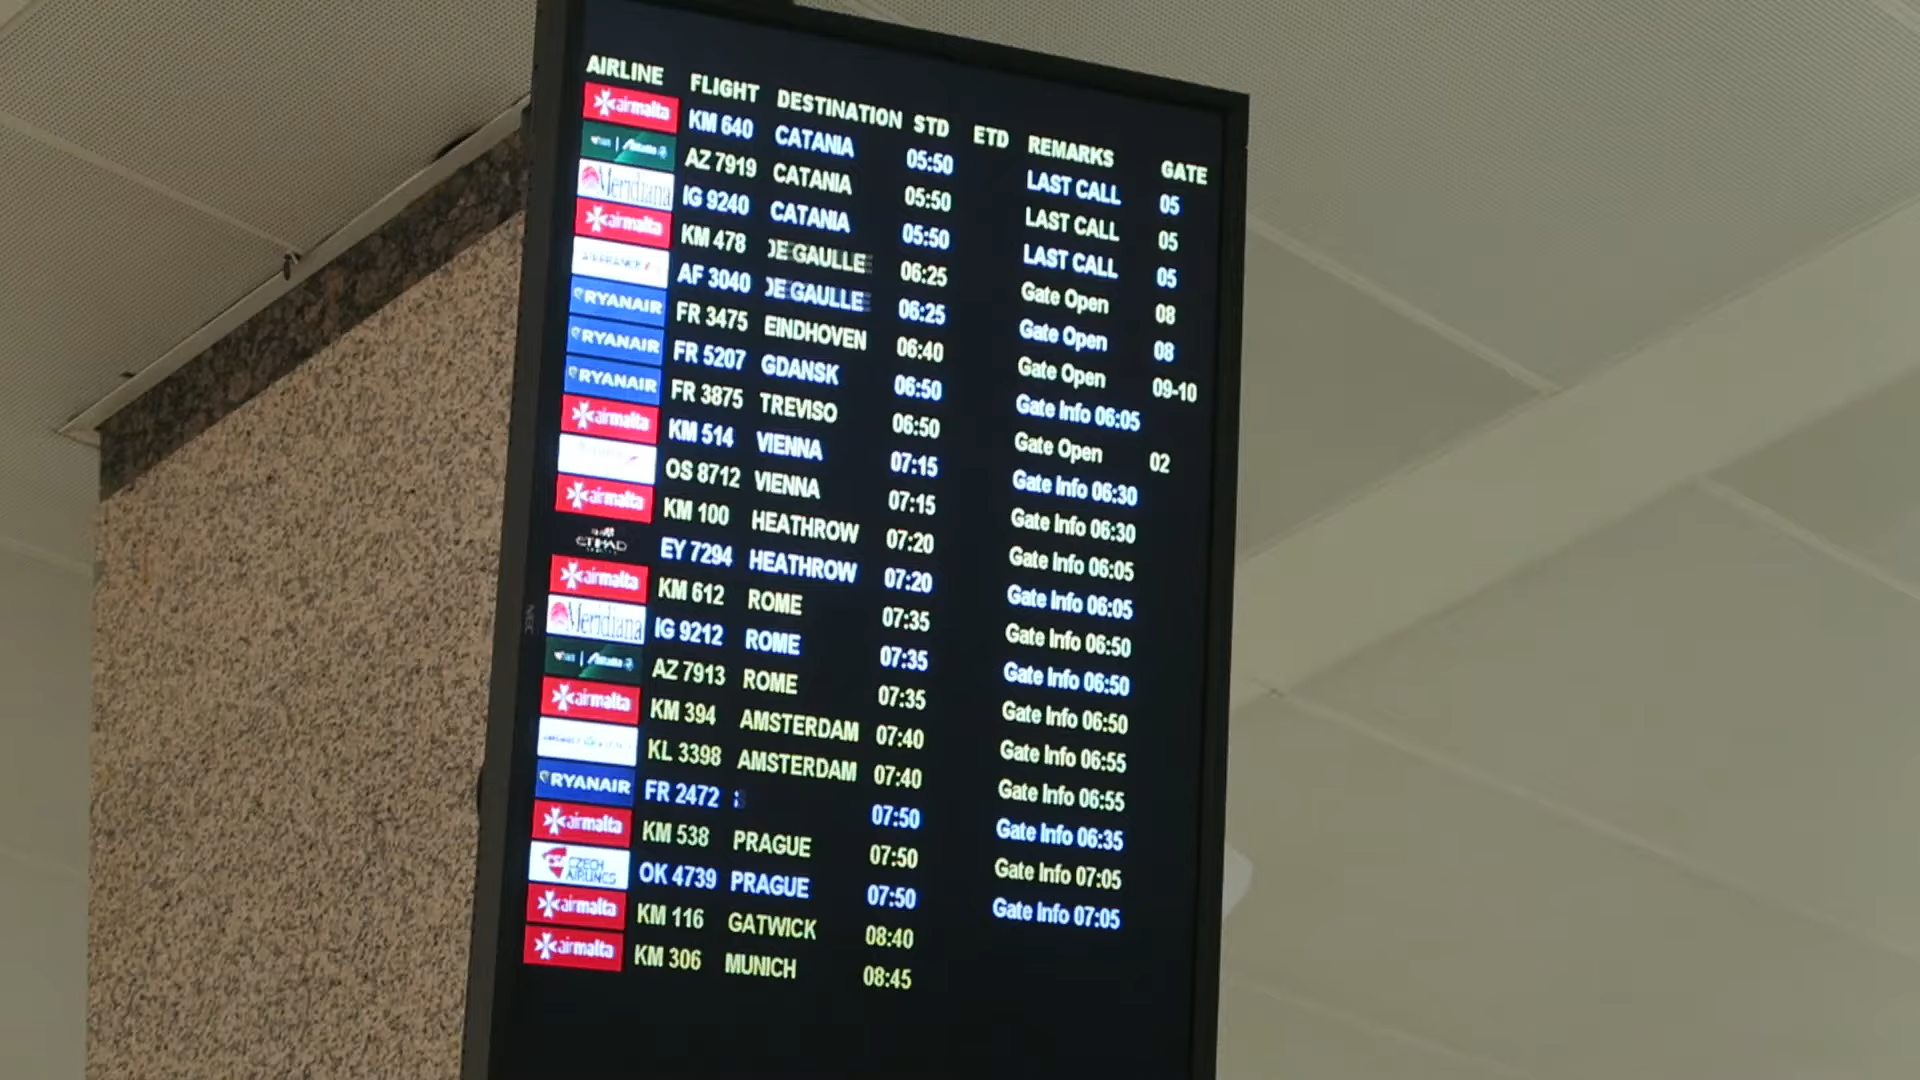 AIRLINE FLIGHT DESTINATION STD ETD REMARKS GATE
airmalta KM 640 CATANIA 05:50 LAST CALL 05
AZ 7919 CATANIA 05:50 LAST CALL 05
Meridiana IG 9240 CATANIA 05:50 LAST CALL 05
airmalta KM 478 DE GAULLE 06:25 Gate Open 08
AIRFRANCE AF 3040 DE GAULLE 06:25 Gate Open 08
RYANAIR FR 3475 EINDHOVEN 06:40 Gate Open 09-10
RYANAIR FR 5207 GDANSK 06:50 Gate Info 06:05
RYANAIR FR 3875 TREVISO 06:50 Gate Open 02
airmalta KM 514 VIENNA 07:15 Gate Info 06:30
OS 8712 VIENNA 07:15 Gate Info 06:30
airmalta KM 100 HEATHROW 07:20 Gate Info 06:05
ETIHAD EY 7294 HEATHROW 07:20 Gate Info 06:05
airmalta KM 612 ROME 07:35 Gate Info 06:50
Meridiana IG 9212 ROME 07:35 Gate Info 06:50
AZ 7913 ROME 07:35 Gate Info 06:50
airmalta KM 394 AMSTERDAM 07:40 Gate Info 06:55
KL 3398 AMSTERDAM 07:40 Gate Info 06:55
RYANAIR FR 2472 07:50 Gate Info 06:35
airmalta KM 538 PRAGUE 07:50 Gate Info 07:05
CSA CZECH AIRLINES OK 4739 PRAGUE 07:50 Gate Info 07:05
airmalta KM 116 GATWICK 08:40
airmalta KM 306 MUNICH 08:45
NEC